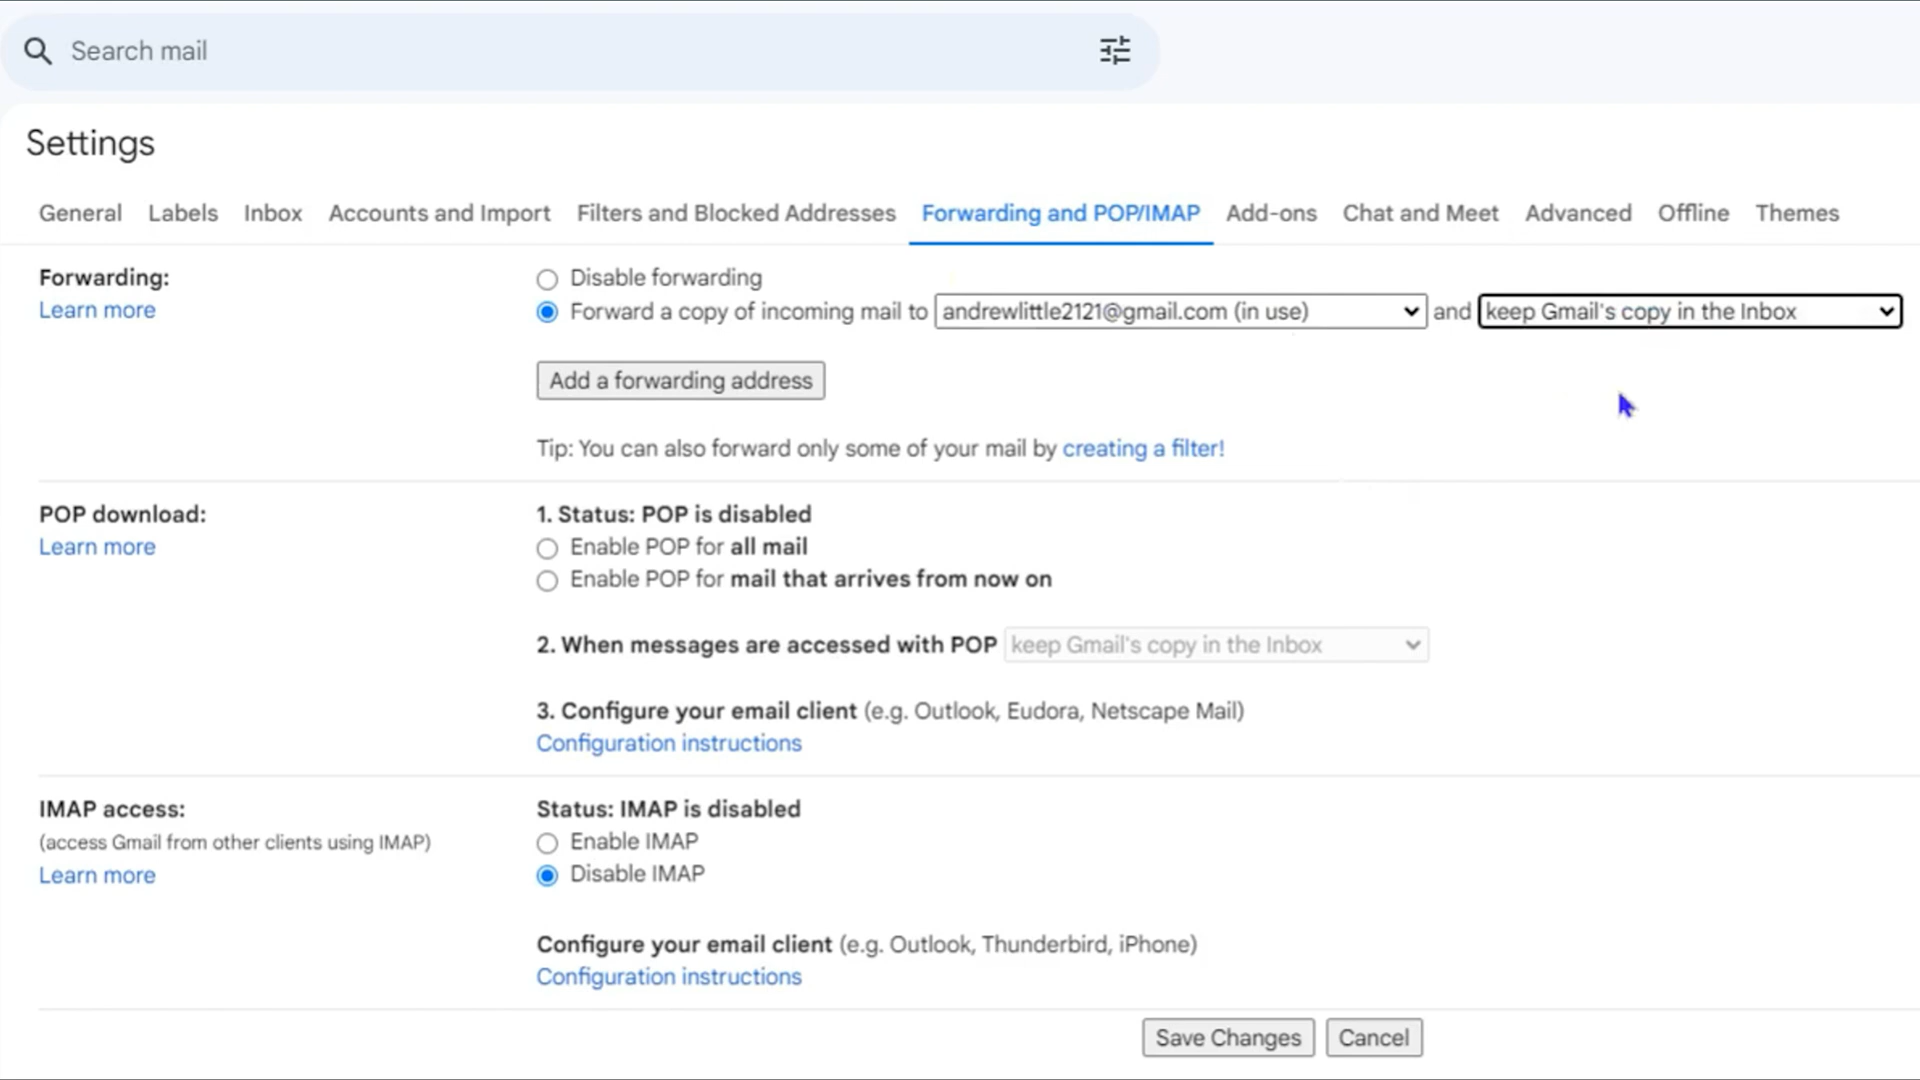 Search mail
Settings
General Labels Inbox Accounts and Import Filters and Blocked Addresses Forwarding and POP/IMAP Add-ons Chat and Meet Advanced Offline Themes
Forwarding:
Learn more
Disable forwarding
Forward a copy of incoming mail to andrewlittle2121@gmail.com (in use) and keep Gmail's copy in the Inbox
Add a forwarding address
Tip: You can also forward only some of your mail by creating a filter!
POP download:
Learn more
1. Status: POP is disabled
Enable POP for all mail
Enable POP for mail that arrives from now on
2. When messages are accessed with POP keep Gmail's copy in the Inbox
3. Configure your email client (e.g. Outlook, Eudora, Netscape Mail)
Configuration instructions
IMAP access:
(access Gmail from other clients using IMAP)
Learn more
Status: IMAP is disabled
Enable IMAP
Disable IMAP
Configure your email client (e.g. Outlook, Thunderbird, iPhone)
Configuration instructions
Save Changes Cancel